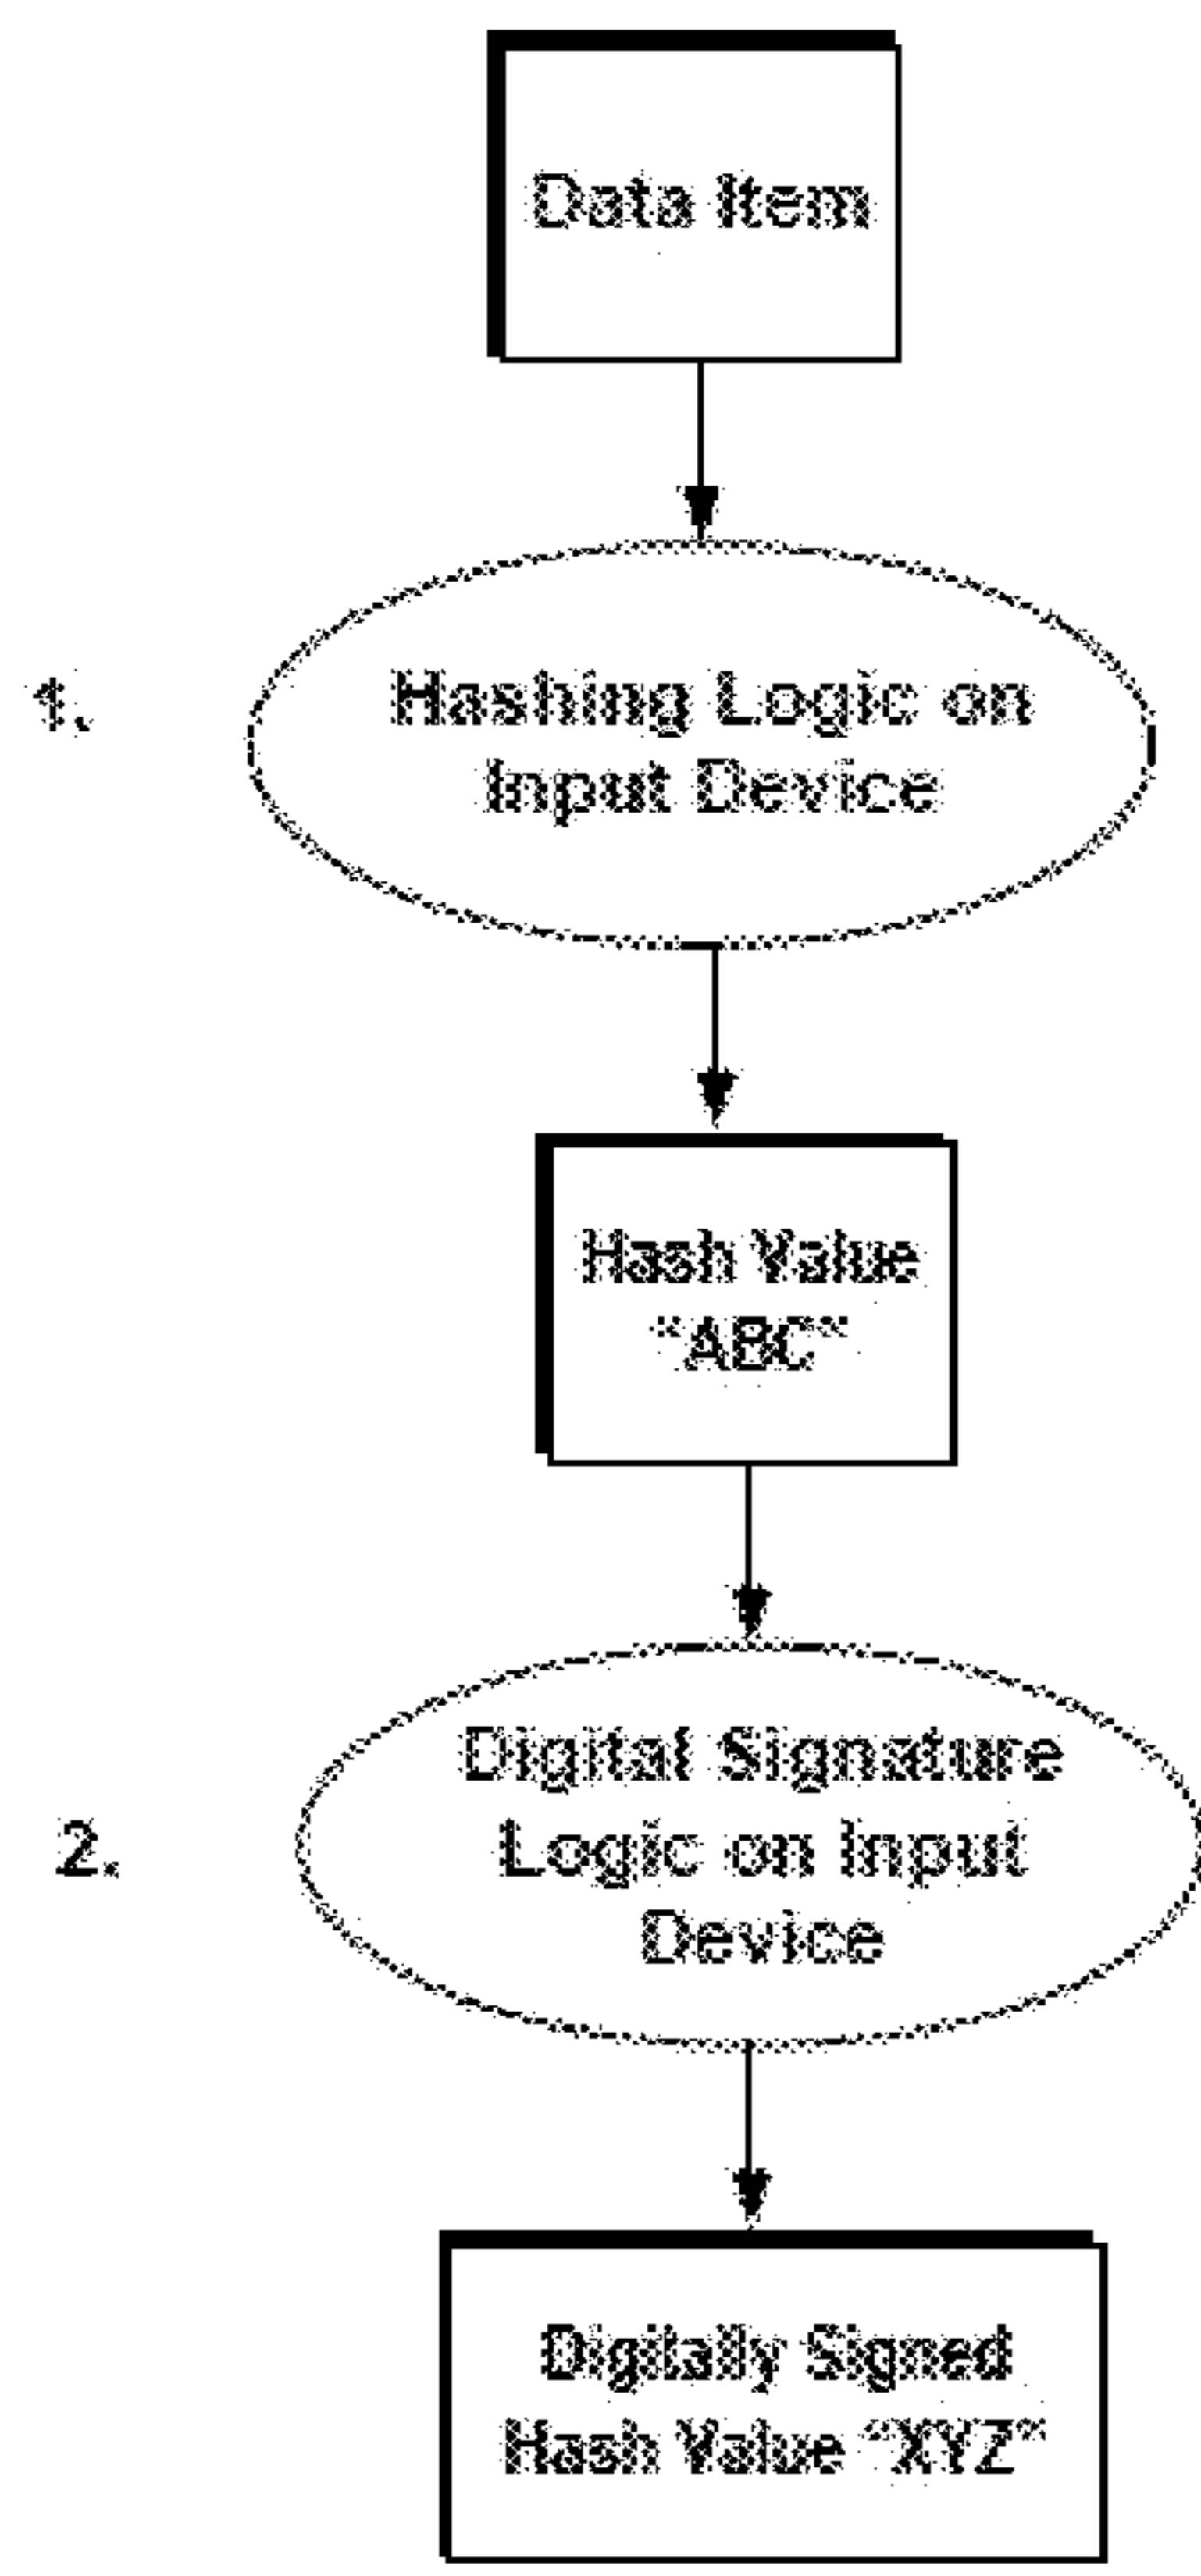 Data Item
1.
Hashing Logic on
Input Device
Hash Value
"ABC"
2.
Digital Signature
Logic on Input
Device
Digitally Signed
Hash Value "XYZ"